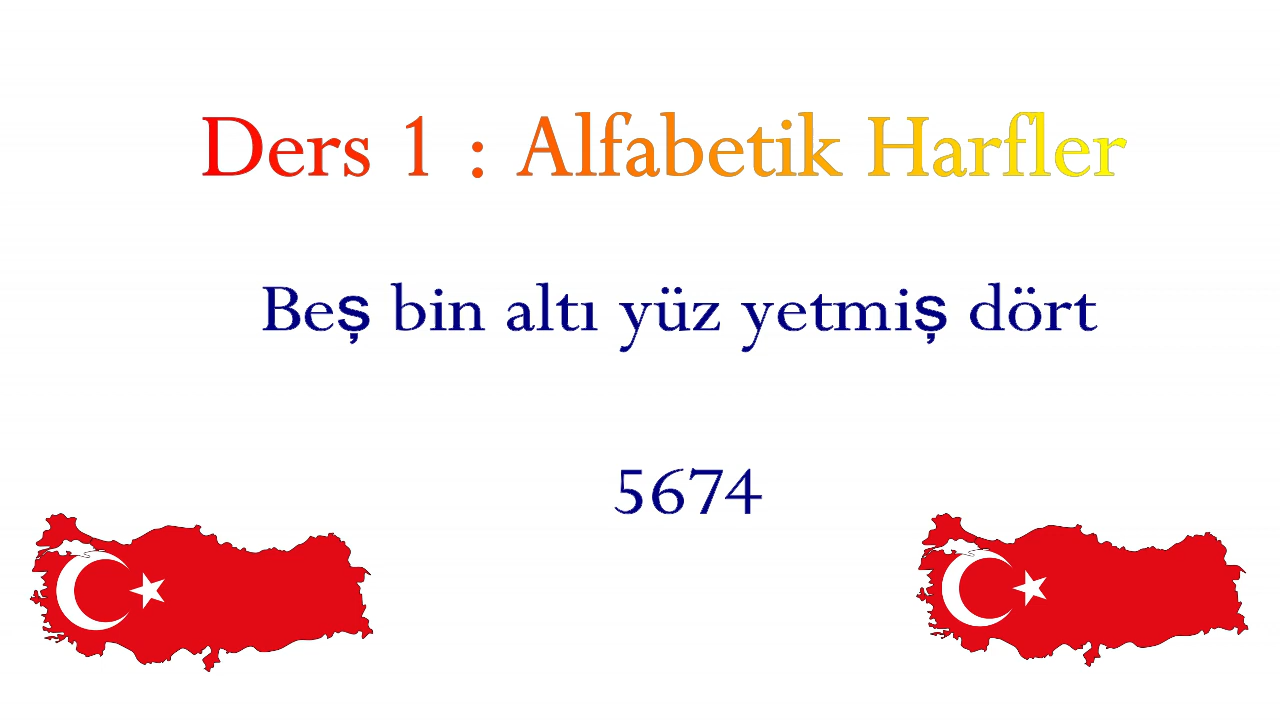 Ders 1 : Alfabetik Harfler
Beş bin altı yüz yetmiş dört
5674